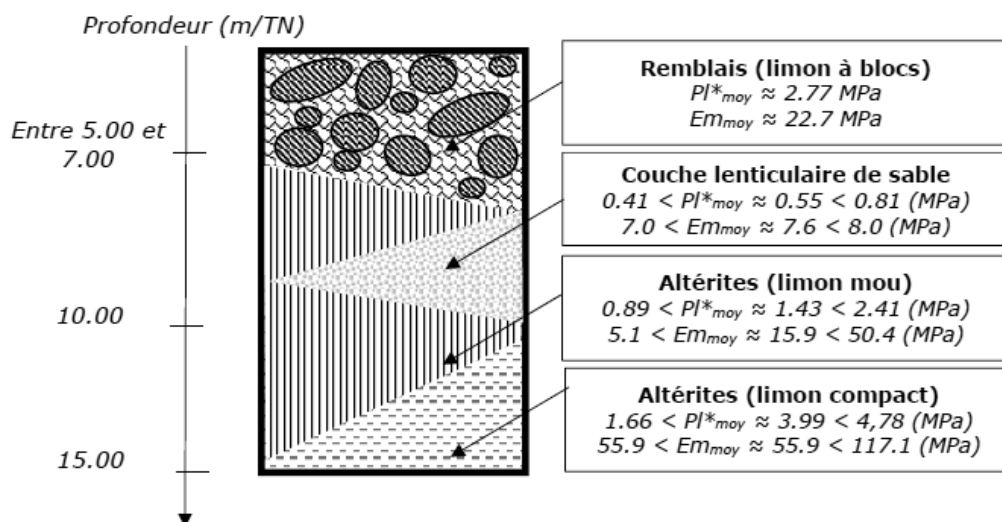 Profondeur (m/TN)
Entre 5.00 et
7.00
10.00
15.00
Remblais (limon à blocs)
Pl*moy ≈ 2.77 MPa
Emmoy ≈ 22.7 MPa
Couche lenticulaire de sable
0.41 < Pl*moy ≈ 0.55 < 0.81 (MPa)
7.0 < Emmoy ≈ 7.6 < 8.0 (MPa)
Altérites (limon mou)
0.89 < Pl*moy ≈ 1.43 < 2.41 (MPa)
5.1 < Emmoy ≈ 15.9 < 50.4 (MPa)
Altérites (limon compact)
1.66 < Pl*moy ≈ 3.99 < 4,78 (MPa)
55.9 < Emmoy ≈ 55.9 < 117.1 (MPa)